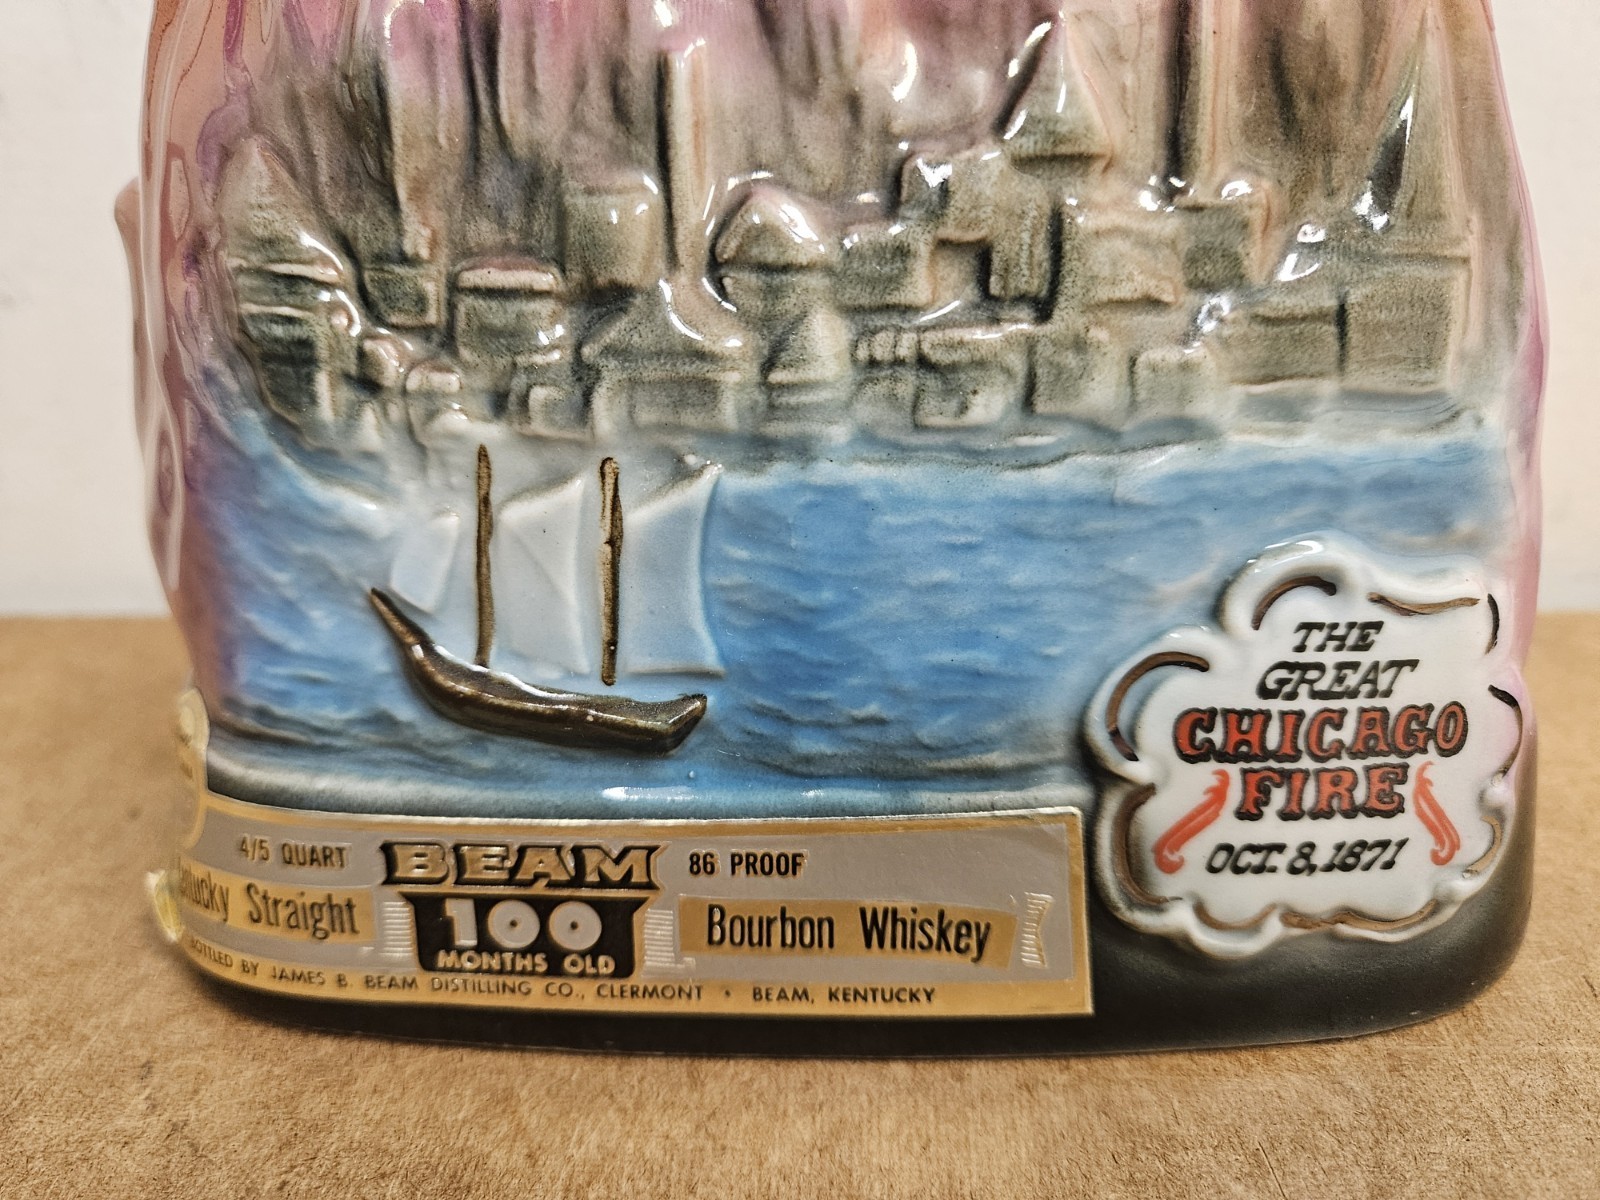 THE
GREAT
CHICAGO
FIRE
OCT. 8, 1871
4/5 QUART BEAM 86 PROOF
Straight 100 Bourbon Whiskey
MONTHS OLD
BOTTLED BY JAMES B. BEAM DISTILLING CO., CLERMONT • BEAM, KENTUCKY